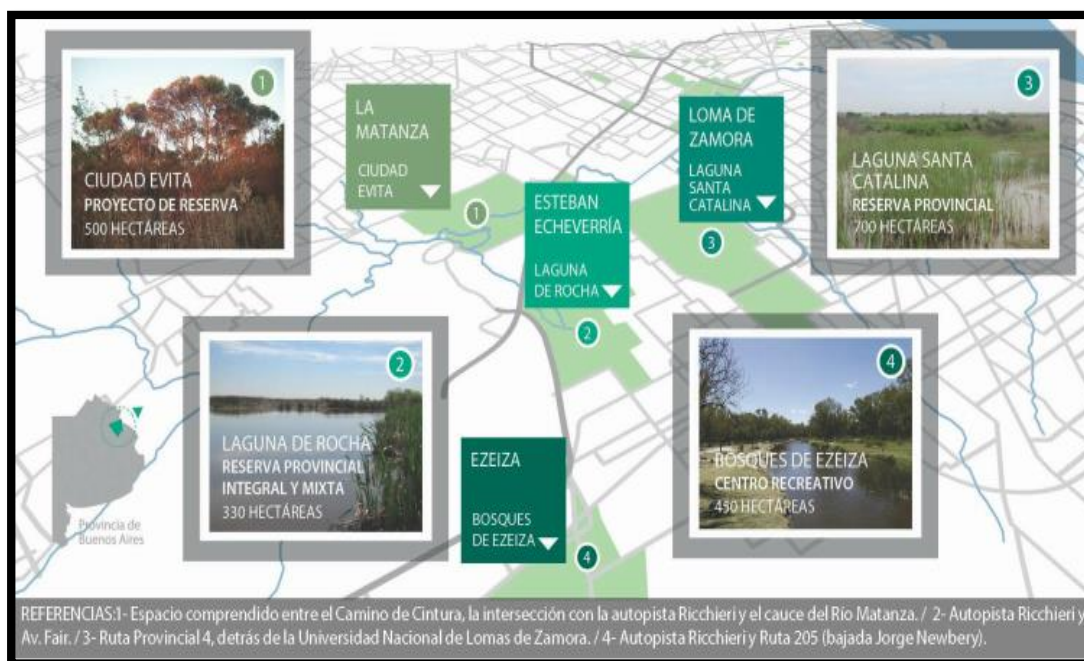 1
CIUDAD EVITA
PROYECTO DE RESERVA
500 HECTÁREAS
LA
MATANZA
CIUDAD
EVITA
1
ESTEBAN
ECHEVERRÍA
LAGUNA
DE ROCHA
2
LOMA DE
ZAMORA
LAGUNA
SANTA
CATALINA
3
3
LAGUNA SANTA
CATALINA
RESERVA PROVINCIAL
700 HECTÁREAS
2
LAGUNA DE ROCHA
RESERVA PROVINCIAL
INTEGRAL Y MIXTA
330 HECTÁREAS
EZEIZA
BOSQUES
DE EZEIZA
4
4
BOSQUES DE EZEIZA
CENTRO RECREATIVO
450 HECTÁREAS
Provincia de
Buenos Aires
REFERENCIAS:1- Espacio comprendido entre el Camino de Cintura, la intersección con la autopista Ricchieri y el cauce del Río Matanza. / 2- Autopista Ricchieri y
Av. Fair. / 3- Ruta Provincial 4, detrás de la Universidad Nacional de Lomas de Zamora. / 4- Autopista Ricchieri y Ruta 205 (bajada Jorge Newbery).